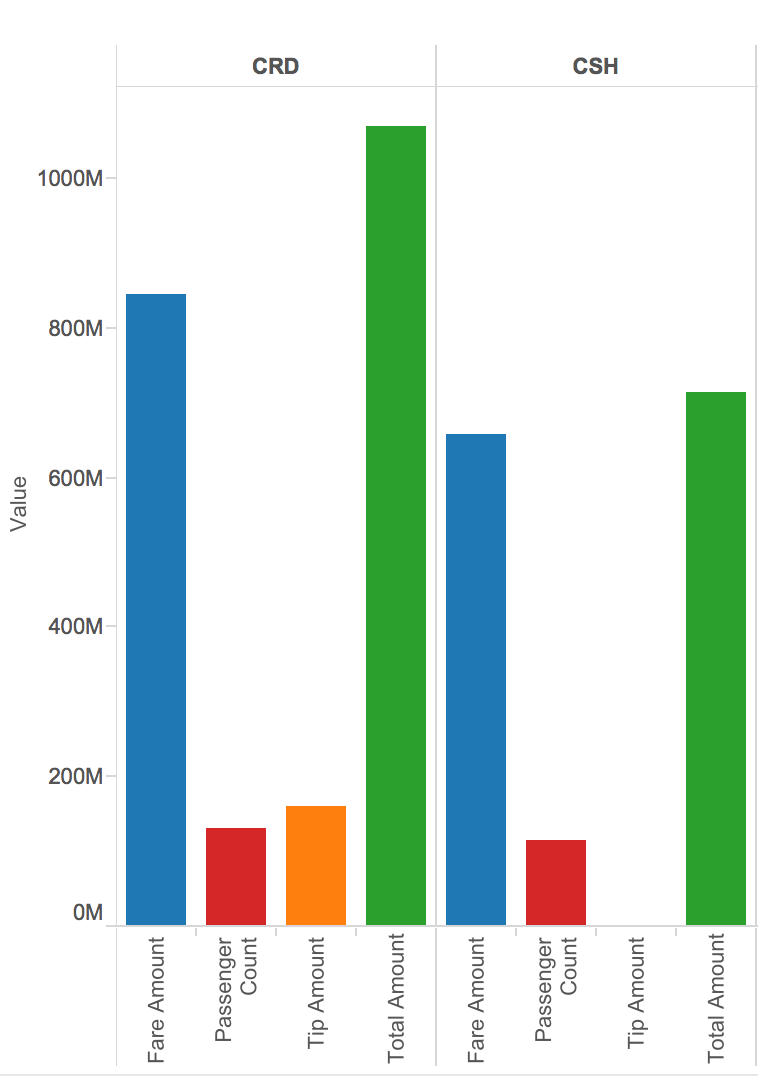 CRD
CSH
1000M
800M
600M
400M
200M
0M
Value
Fare Amount
Passenger
Count
Tip Amount
Total Amount
Fare Amount
Passenger
Count
Tip Amount
Total Amount